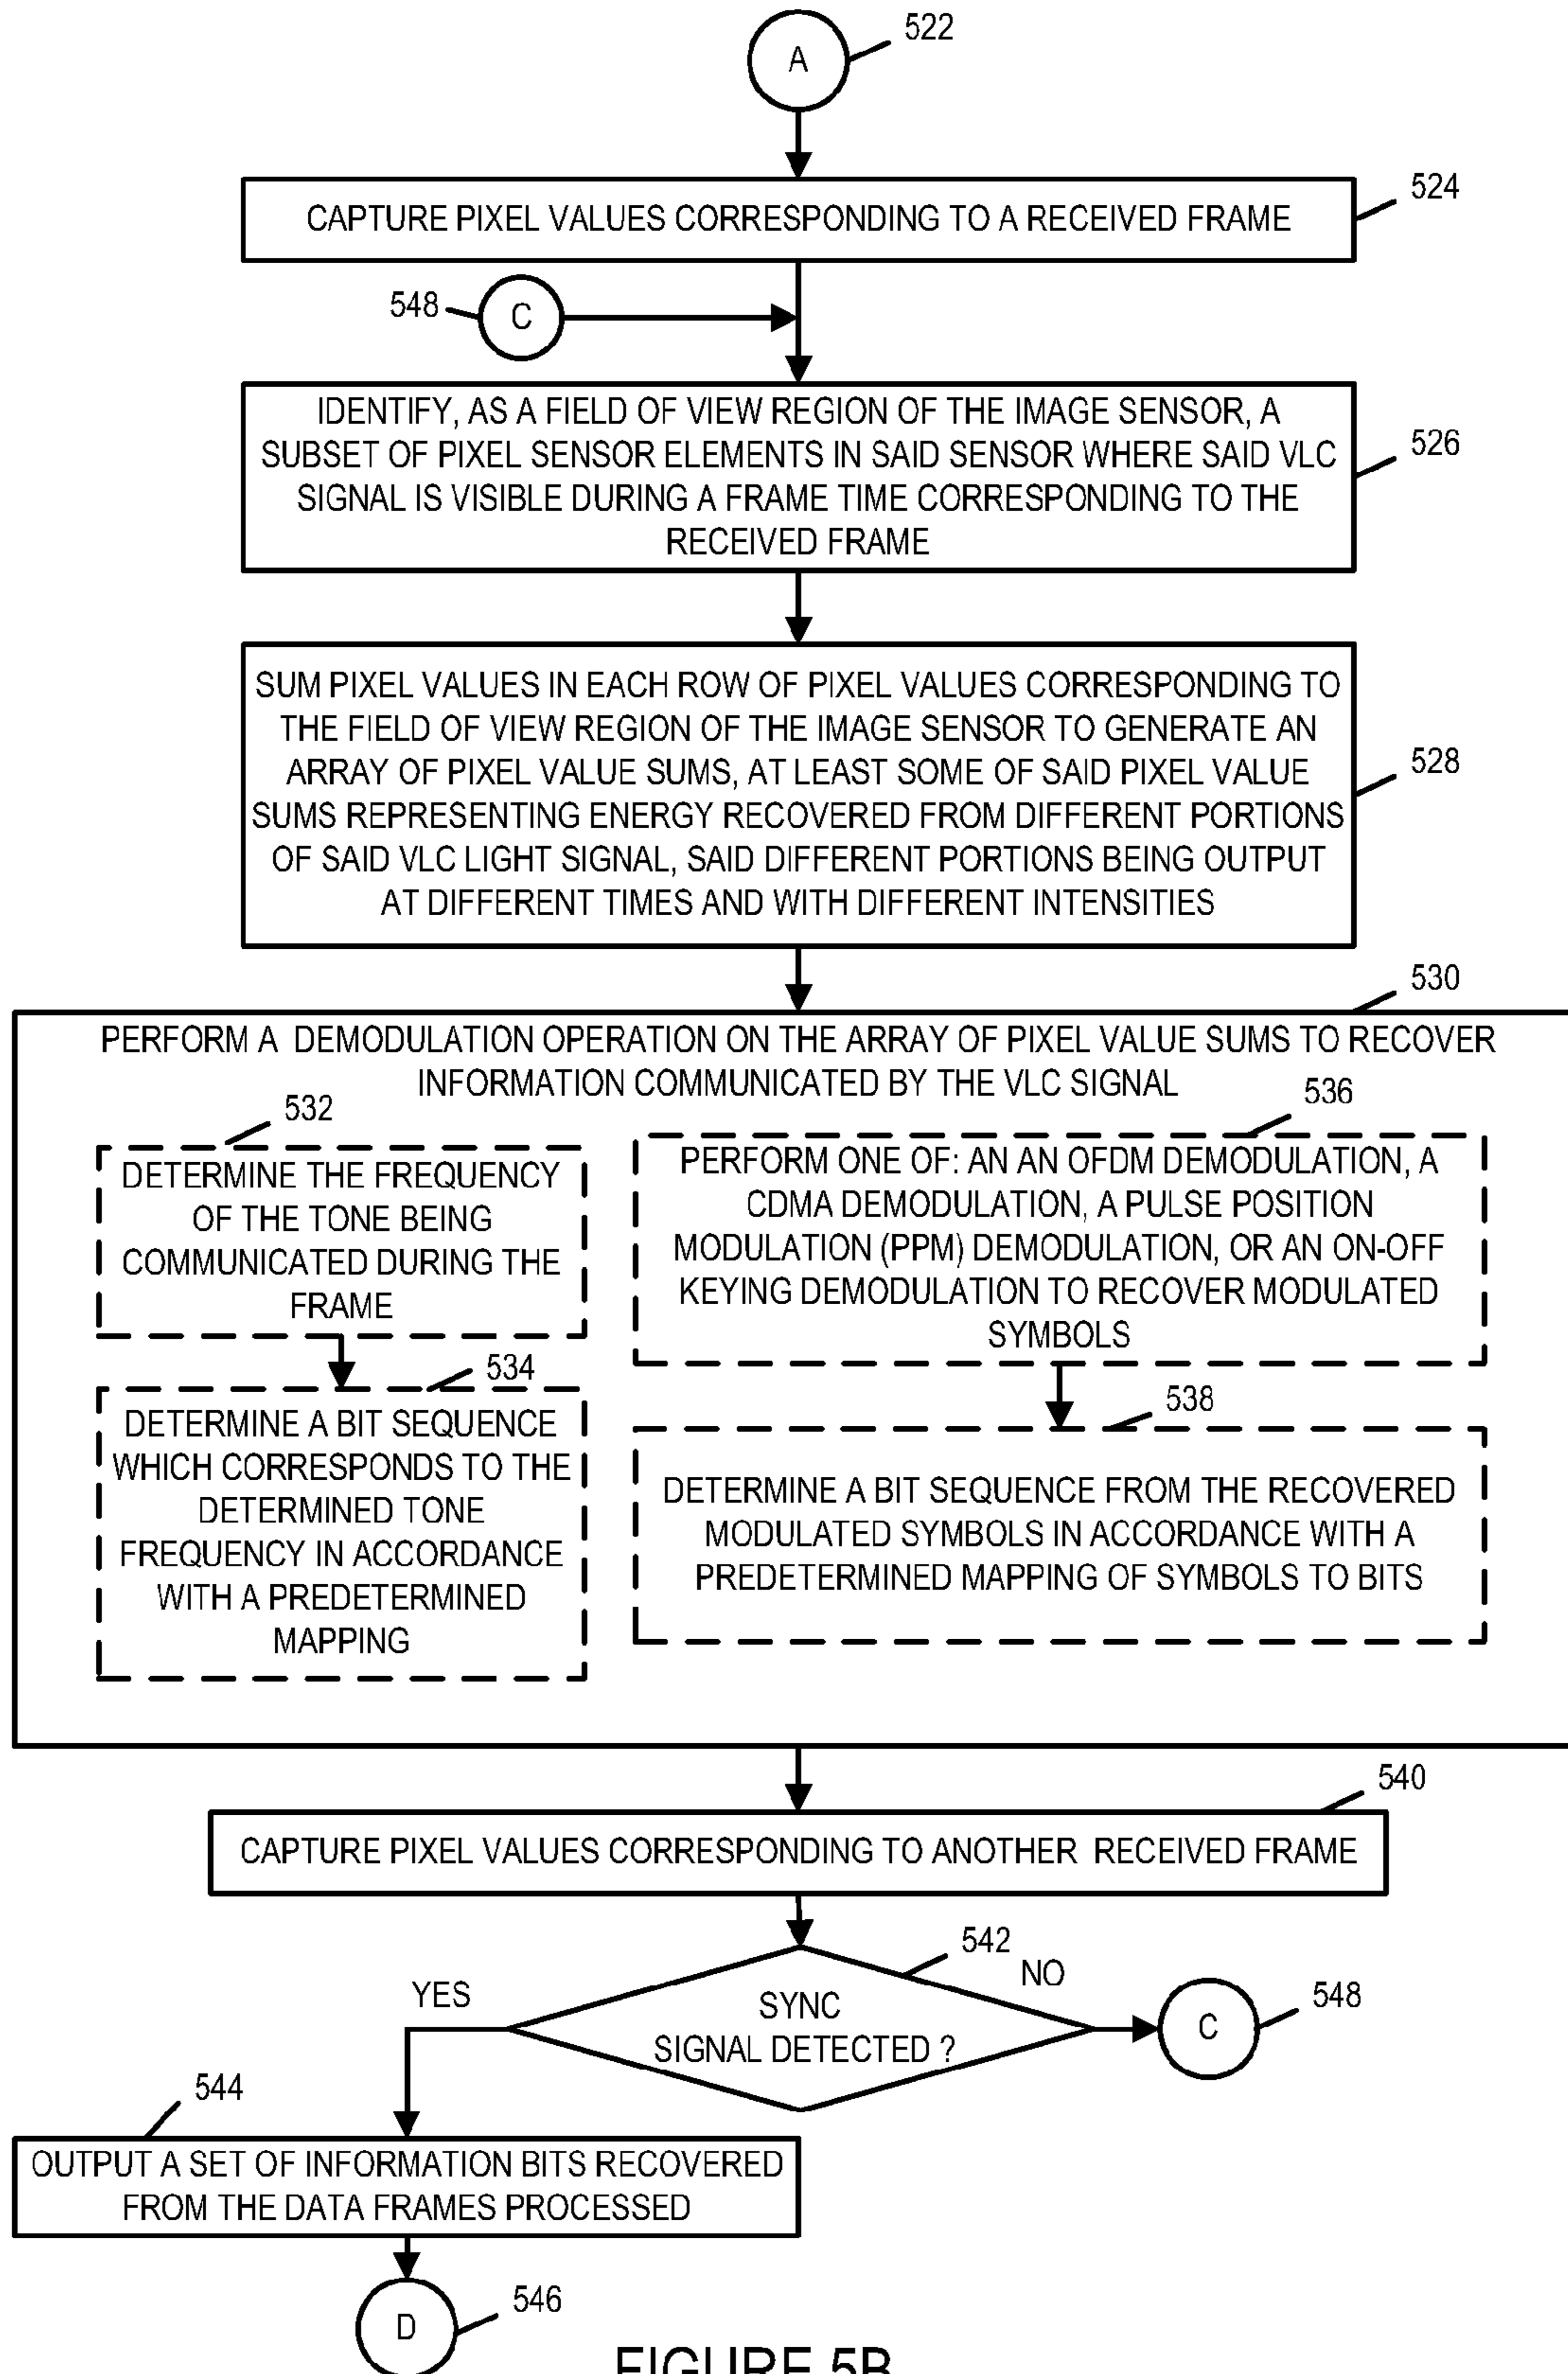 A
522
CAPTURE PIXEL VALUES CORRESPONDING TO A RECEIVED FRAME
524
548
C
IDENTIFY, AS A FIELD OF VIEW REGION OF THE IMAGE SENSOR, A
SUBSET OF PIXEL SENSOR ELEMENTS IN SAID SENSOR WHERE SAID VLC
SIGNAL IS VISIBLE DURING A FRAME TIME CORRESPONDING TO THE
RECEIVED FRAME
526
SUM PIXEL VALUES IN EACH ROW OF PIXEL VALUES CORRESPONDING TO
THE FIELD OF VIEW REGION OF THE IMAGE SENSOR TO GENERATE AN
ARRAY OF PIXEL VALUE SUMS, AT LEAST SOME OF SAID PIXEL VALUE
SUMS REPRESENTING ENERGY RECOVERED FROM DIFFERENT PORTIONS
OF SAID VLC LIGHT SIGNAL, SAID DIFFERENT PORTIONS BEING OUTPUT
AT DIFFERENT TIMES AND WITH DIFFERENT INTENSITIES
528
530
PERFORM A DEMODULATION OPERATION ON THE ARRAY OF PIXEL VALUE SUMS TO RECOVER
INFORMATION COMMUNICATED BY THE VLC SIGNAL
532
DETERMINE THE FREQUENCY
OF THE TONE BEING
COMMUNICATED DURING THE
FRAME
534
DETERMINE A BIT SEQUENCE
WHICH CORRESPONDS TO THE
DETERMINED TONE
FREQUENCY IN ACCORDANCE
WITH A PREDETERMINED
MAPPING
536
PERFORM ONE OF: AN AN OFDM DEMODULATION, A
CDMA DEMODULATION, A PULSE POSITION
MODULATION (PPM) DEMODULATION, OR AN ON-OFF
KEYING DEMODULATION TO RECOVER MODULATED
SYMBOLS
538
DETERMINE A BIT SEQUENCE FROM THE RECOVERED
MODULATED SYMBOLS IN ACCORDANCE WITH A
PREDETERMINED MAPPING OF SYMBOLS TO BITS
540
CAPTURE PIXEL VALUES CORRESPONDING TO ANOTHER RECEIVED FRAME
542
YES
NO
SYNC
SIGNAL DETECTED ?
C
548
544
OUTPUT A SET OF INFORMATION BITS RECOVERED
FROM THE DATA FRAMES PROCESSED
D
546
FIGURE 5B